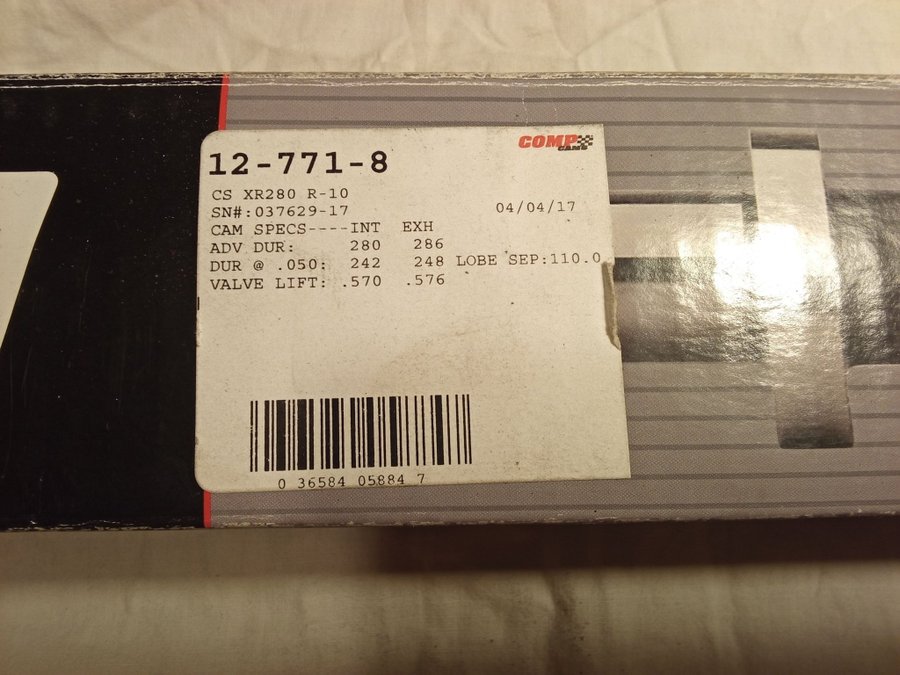 COMP
CAMS
12-771-8
CS XR280 R-10
SN#:037629-17 04/04/17
CAM SPECS----INT EXH
ADV DUR: 280 286
DUR @ .050: 242 248 LOBE SEP:110.0
VALVE LIFT: .570 .576
0 36584 05884 7